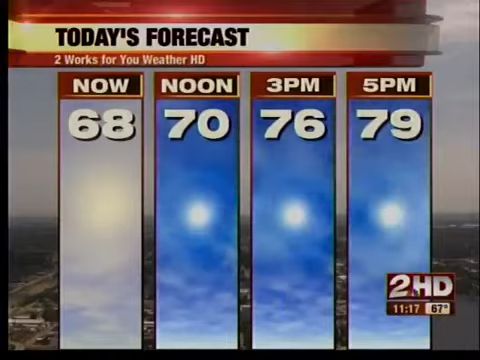 TODAY'S FORECAST
2 Works for You Weather HD
NOW NOON 3PM 5PM
68 70 76 79
2HD
11:17 67°